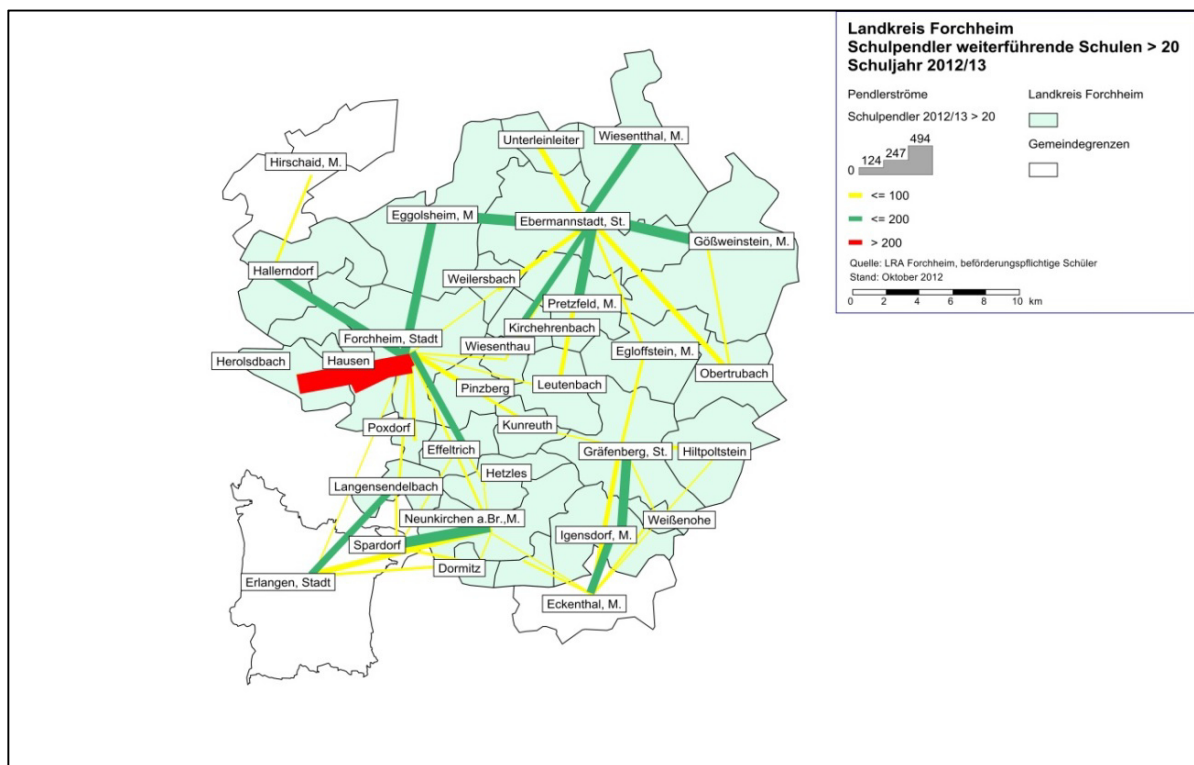 Landkreis Forchheim
Schulpendler weiterführende Schulen > 20
Schuljahr 2012/13
Pendlerströme
Landkreis Forchheim
Schulpendler 2012/13 > 20
494
247
124
0
Gemeindegrenzen
<= 100
<= 200
> 200
Quelle: LRA Forchheim, beförderungspflichtige Schüler
Stand: Oktober 2012
0 2 4 6 8 10 km
Unterleinleiter
Wiesentthal, M.
Hirschaid, M.
Eggolsheim, M
Ebermannstadt, St.
Gößweinstein, M.
Hallerndorf
Weilersbach
Pretzfeld, M.
Kirchehrenbach
Forchheim, Stadt
Wiesenthau
Egloffstein, M.
Herolsdbach
Hausen
Obertrubach
Pinzberg
Leutenbach
Kunreuth
Poxdorf
Effeltrich
Gräfenberg, St.
Hiltpoltstein
Hetzles
Langensendelbach
Neunkirchen a.Br.,M.
Weißenohe
Igensdorf, M.
Spardorf
Dormitz
Erlangen, Stadt
Eckenthal, M.